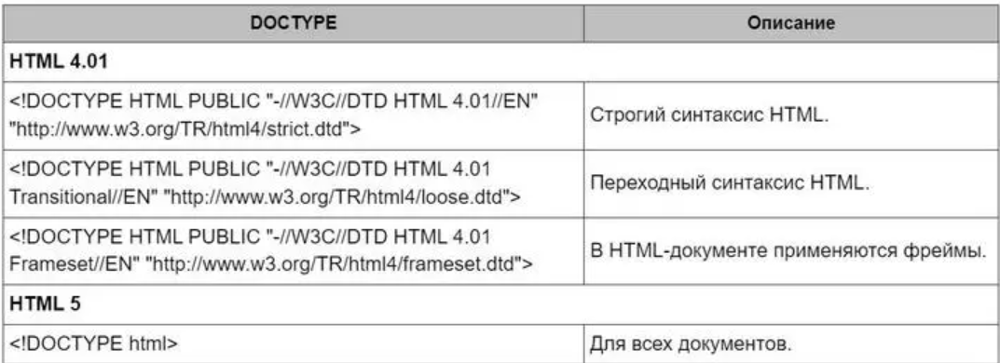 DOCTYPE Описание
HTML 4.01
<!DOCTYPE HTML PUBLIC "-//W3C//DTD HTML 4.01//EN"
"http://www.w3.org/TR/html4/strict.dtd">
Строгий синтаксис HTML.
<!DOCTYPE HTML PUBLIC "-//W3C//DTD HTML 4.01
Transitional//EN" "http://www.w3.org/TR/html4/loose.dtd">
Переходный синтаксис HTML.
<!DOCTYPE HTML PUBLIC "-//W3C//DTD HTML 4.01
Frameset//EN" "http://www.w3.org/TR/html4/frameset.dtd">
В HTML-документе применяются фреймы.
HTML 5
<!DOCTYPE html> Для всех документов.